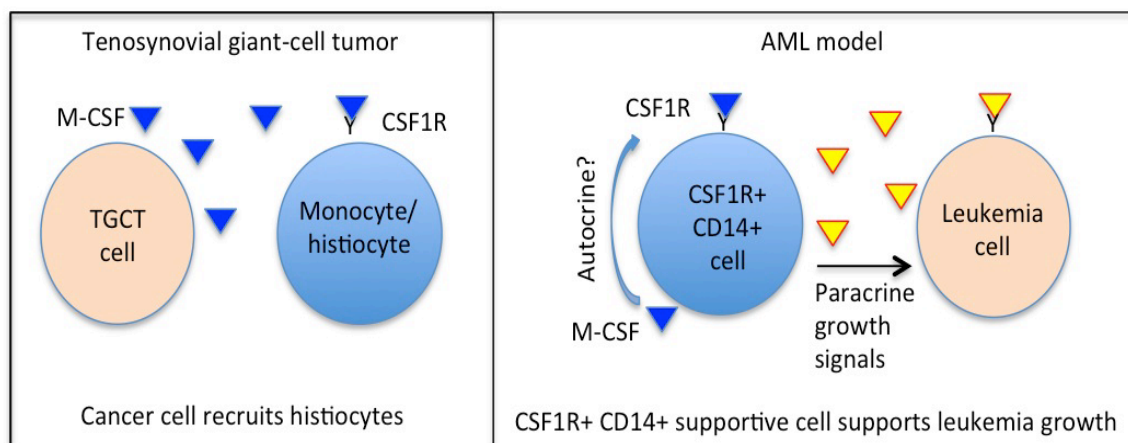 Tenosynovial giant-cell tumor
M-CSF
CSF1R
Y
TGCT
cell
Monocyte/
histiocyte
Cancer cell recruits histiocytes
AML model
CSF1R
Y
Autocrine?
CSF1R+
CD14+
cell
M-CSF
Y
Leukemia
cell
Paracrine
growth
signals
CSF1R+ CD14+ supportive cell supports leukemia growth